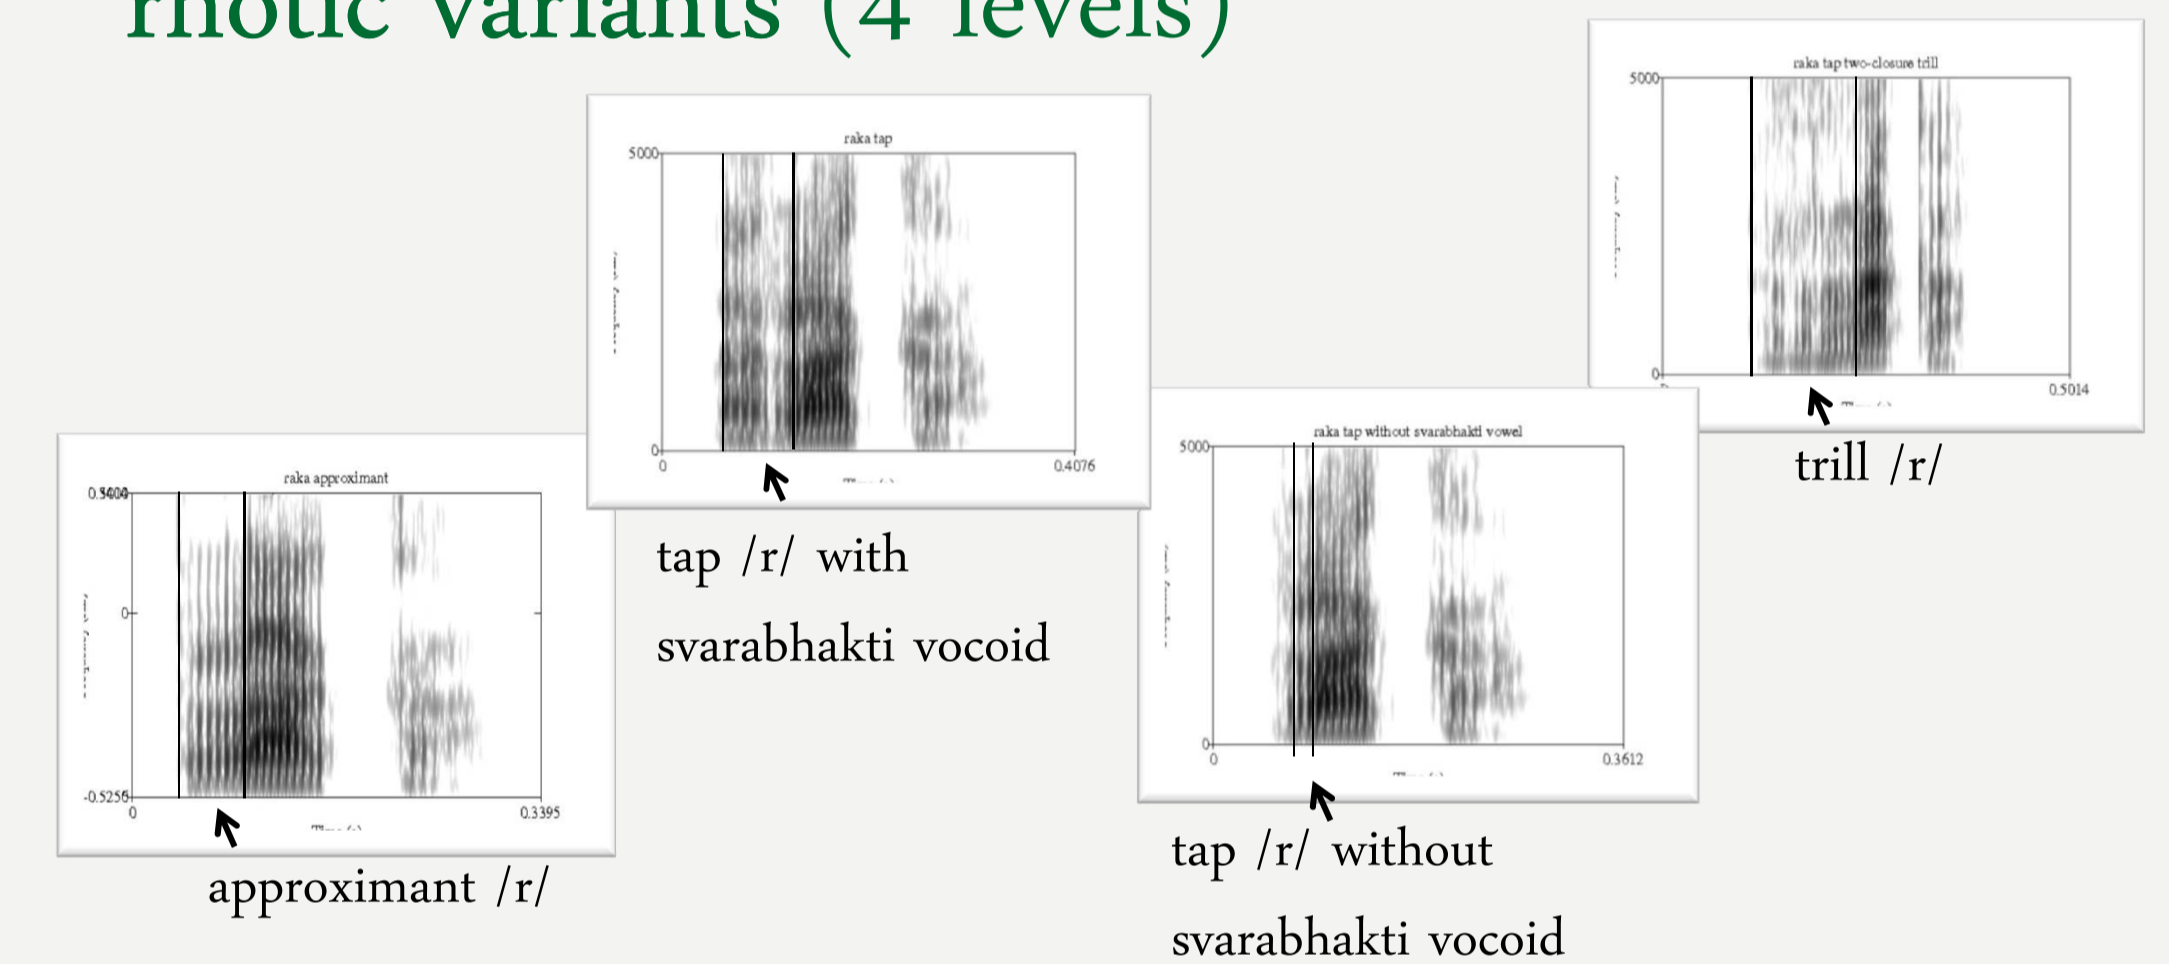 rhotic variants (4 levels)
raka tap two-closure trill
5000
0
0.5014
trill /r/
raka tap
5000
0
0
0.4076
tap /r/ with
svarabhakti vocoid
raka tap without svarabhakti vowel
5000
0
0
0.3612
tap /r/ without
svarabhakti vocoid
raka approximant
0
-0.5256
0
0.3395
approximant /r/